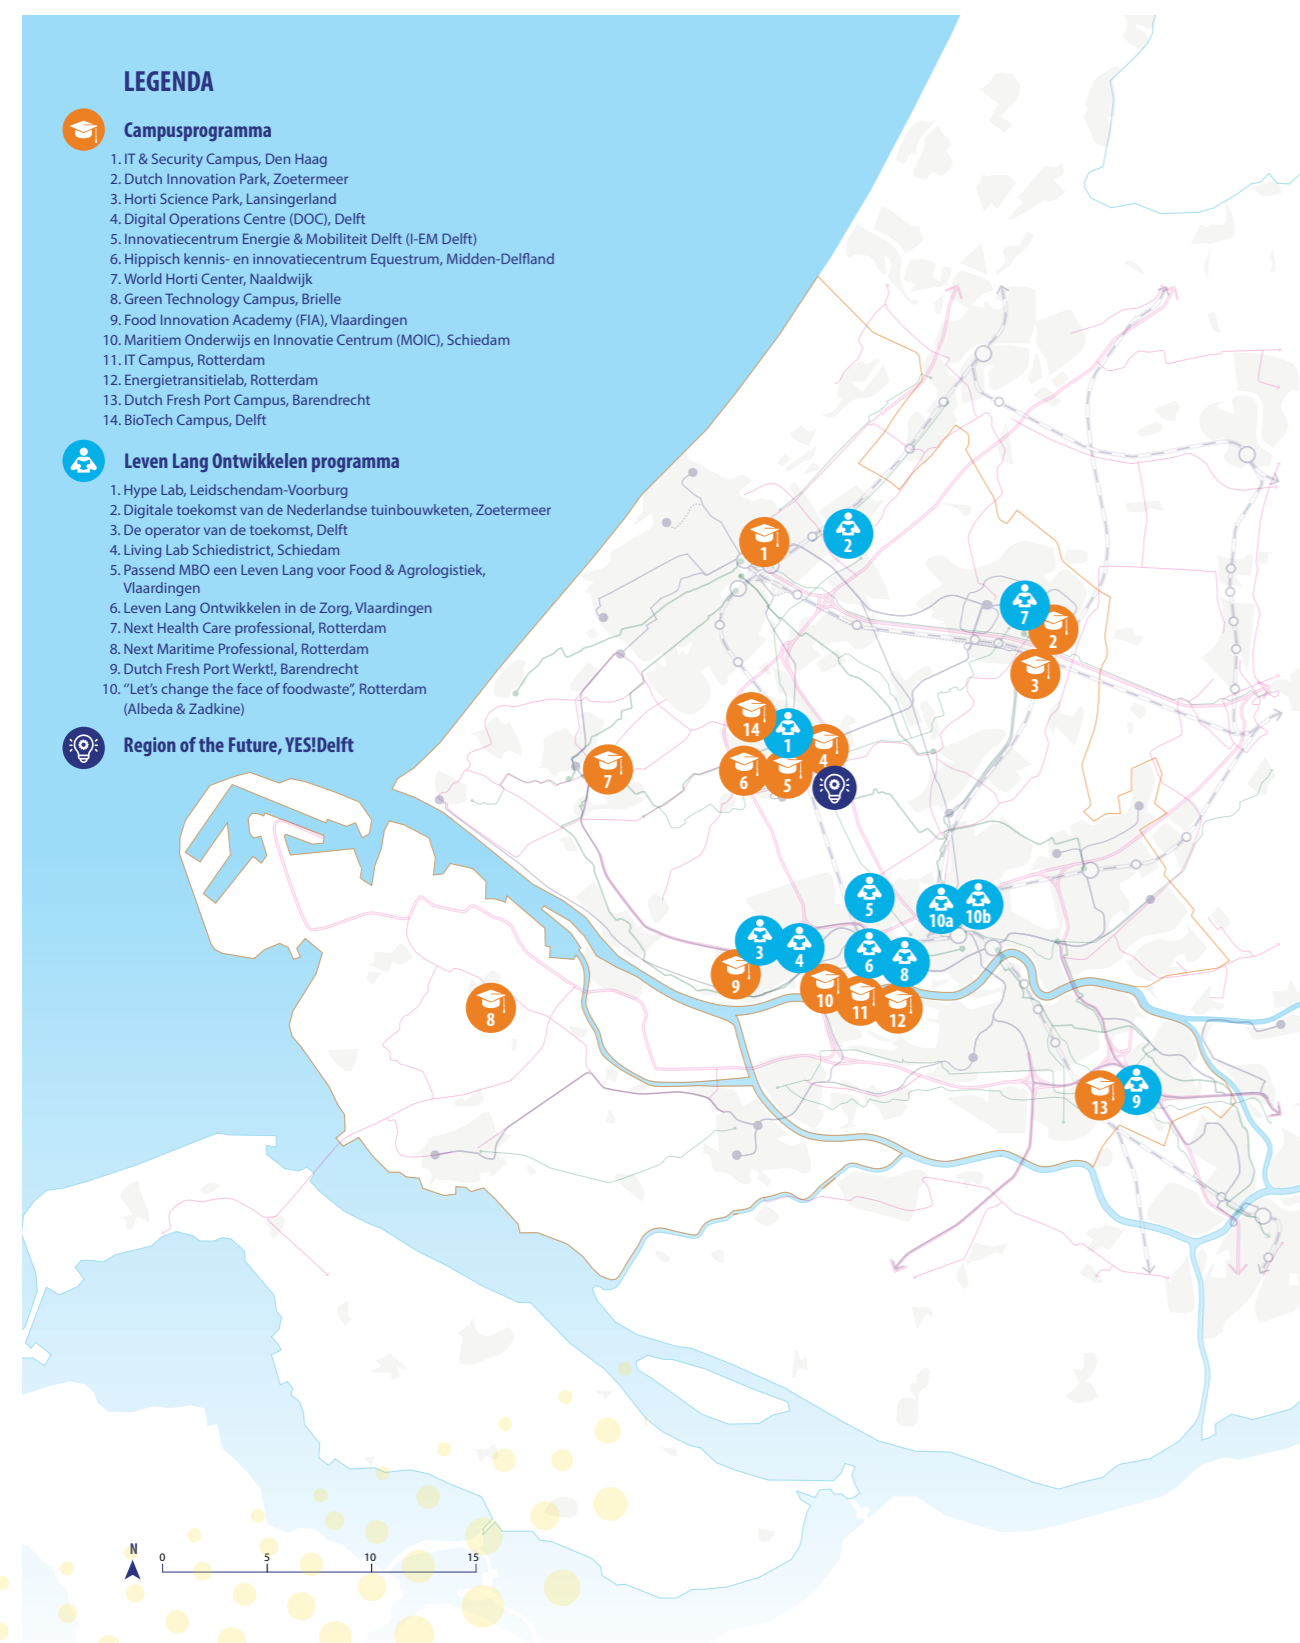 LEGENDA
Campusprogramma
1. IT & Security Campus, Den Haag
2. Dutch Innovation Park, Zoetermeer
3. Horti Science Park, Lansingerland
4. Digital Operations Centre (DOC), Delft
5. Innovatiecentrum Energie & Mobiliteit Delft (I-EM Delft)
6. Hippisch kennis- en innovatiecentrum Equestrum, Midden-Delfland
7. World Horti Center, Naaldwijk
8. Green Technology Campus, Brielle
9. Food Innovation Academy (FIA), Vlaardingen
10. Maritiem Onderwijs en Innovatie Centrum (MOIC), Schiedam
11. IT Campus, Rotterdam
12. Energietransitielab, Rotterdam
13. Dutch Fresh Port Campus, Barendrecht
14. BioTech Campus, Delft
Leven Lang Ontwikkelen programma
1. Hype Lab, Leidschendam-Voorburg
2. Digitale toekomst van de Nederlandse tuinbouwketen, Zoetermeer
3. De operator van de toekomst, Delft
4. Living Lab Schiedistrict, Schiedam
5. Passend MBO een Leven Lang voor Food & Agrologistiek,
Vlaardingen
6. Leven Lang Ontwikkelen in de Zorg, Vlaardingen
7. Next Health Care professional, Rotterdam
8. Next Maritime Professional, Rotterdam
9. Dutch Fresh Port Werkt!, Barendrecht
10. “Let’s change the face of foodwaste”, Rotterdam
(Albeda & Zadkine)
Region of the Future, YES!Delft
1
2
7
2
3
14
1
4
6
5
7
5
10a
10b
3
4
6
8
9
10
11
12
8
13
9
N
0 5 10 15